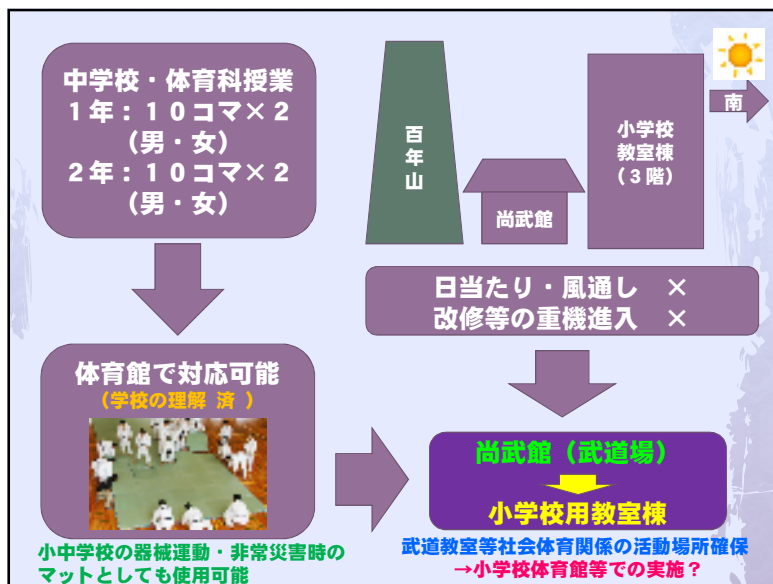 中学校・体育科授業
1年：10コマ×2
（男・女）
2年：10コマ×2
（男・女）
百年山
尚武館
小学校
教室棟
（3階）
南
日当たり・風通し　×
改修等の重機進入　×
体育館で対応可能
（学校の理解 済 ）
小中学校の器械運動・非常災害時の
マットとしても使用可能
尚武館（武道場）
小学校用教室棟
武道教室等社会体育関係の活動場所確保
→小学校体育館等での実施？